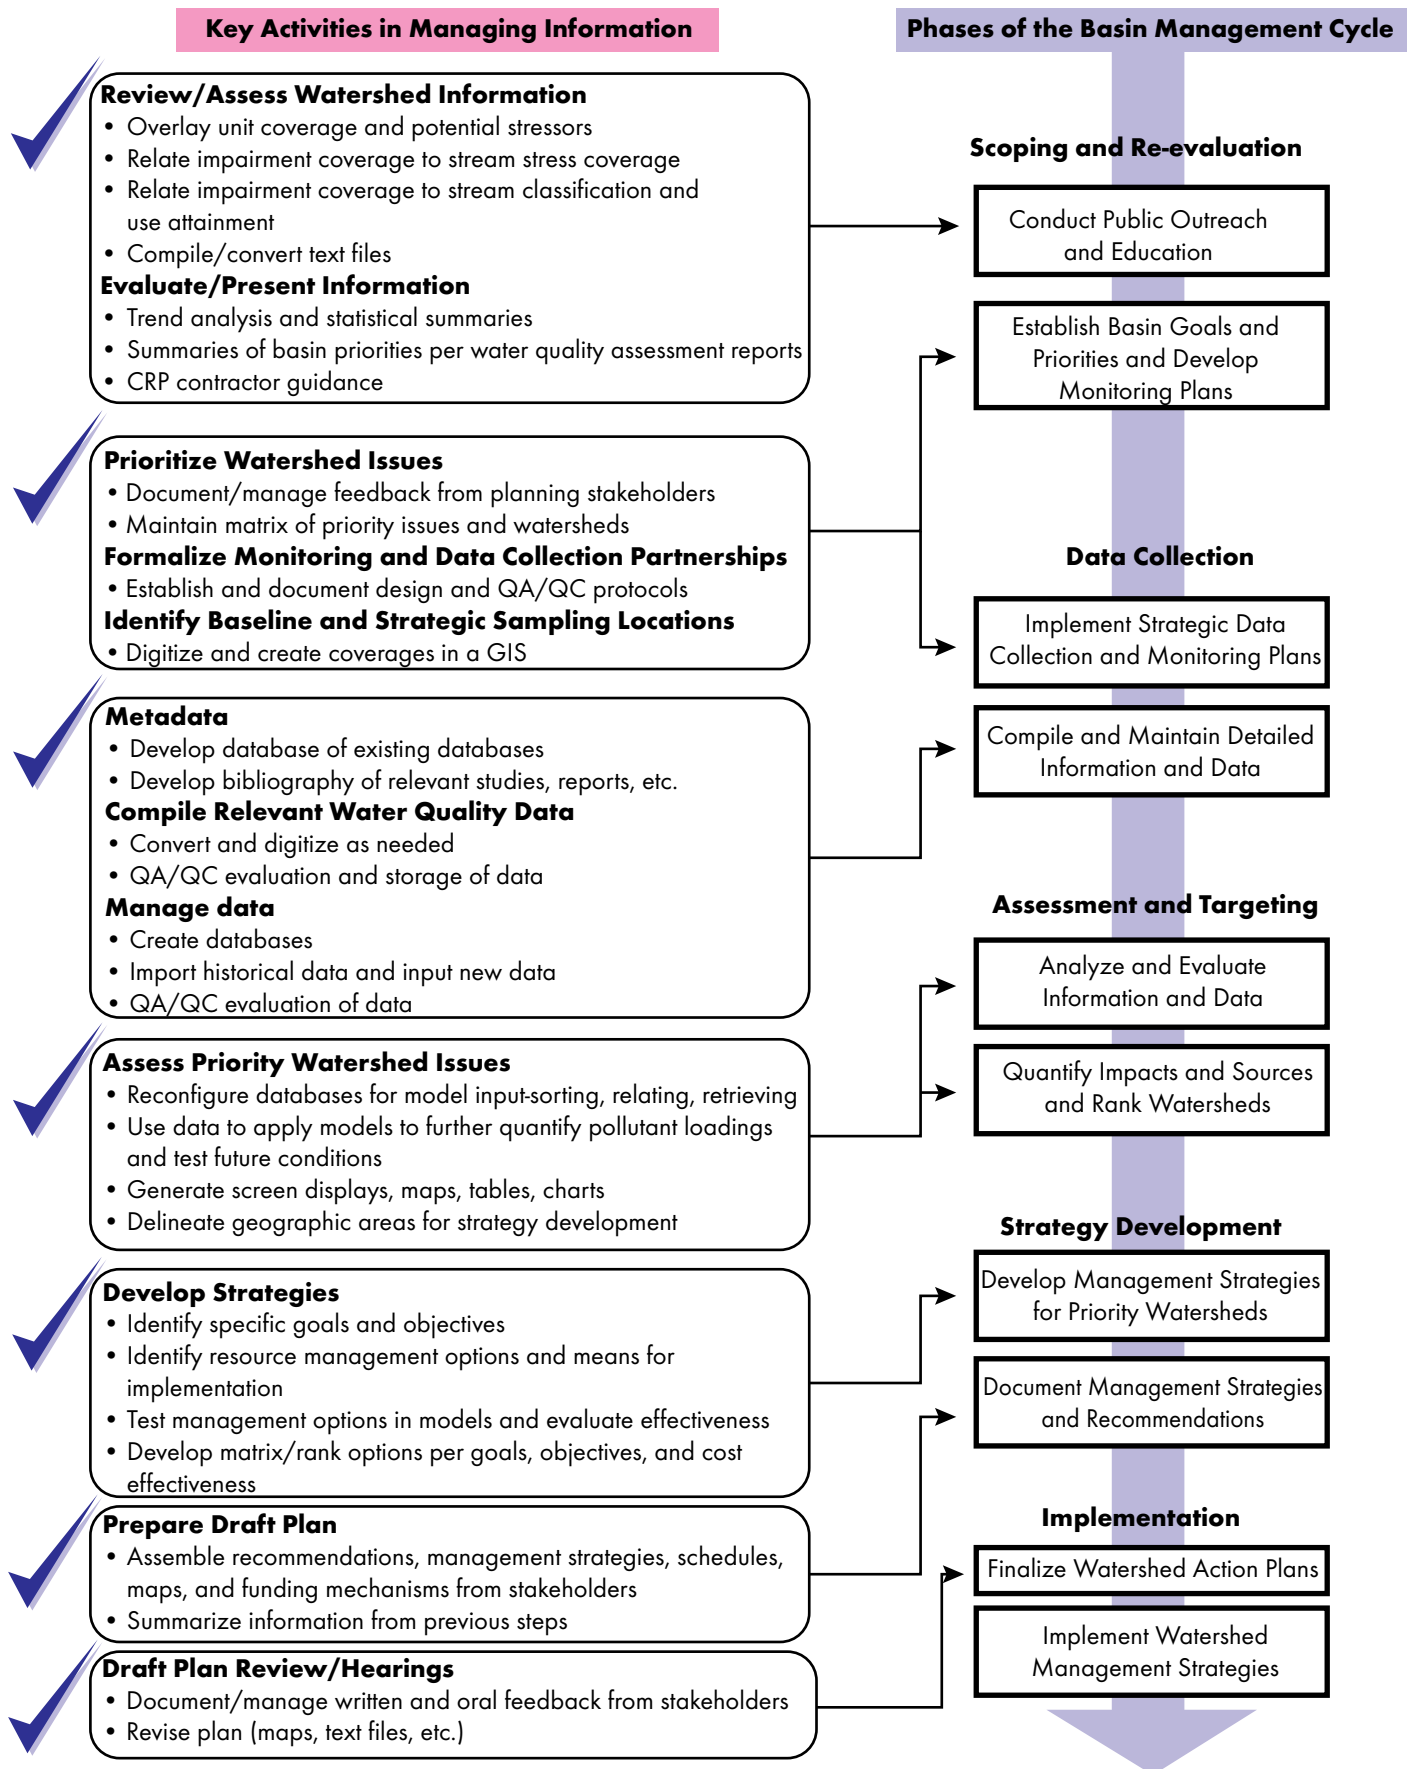 Key Activities in Managing Information
Review/Assess Watershed Information
• Overlay unit coverage and potential stressors
• Relate impairment coverage to stream stress coverage
• Relate impairment coverage to stream classification and
use attainment
• Compile/convert text files
Evaluate/Present Information
• Trend analysis and statistical summaries
• Summaries of basin priorities per water quality assessment reports
• CRP contractor guidance
Prioritize Watershed Issues
• Document/manage feedback from planning stakeholders
• Maintain matrix of priority issues and watersheds
Formalize Monitoring and Data Collection Partnerships
• Establish and document design and QA/QC protocols
Identify Baseline and Strategic Sampling Locations
• Digitize and create coverages in a GIS
Metadata
• Develop database of existing databases
• Develop bibliography of relevant studies, reports, etc.
Compile Relevant Water Quality Data
• Convert and digitize as needed
• QA/QC evaluation and storage of data
Manage data
• Create databases
• Import historical data and input new data
• QA/QC evaluation of data
Assess Priority Watershed Issues
• Reconfigure databases for model input-sorting, relating, retrieving
• Use data to apply models to further quantify pollutant loadings
and test future conditions
• Generate screen displays, maps, tables, charts
• Delineate geographic areas for strategy development
Develop Strategies
• Identify specific goals and objectives
• Identify resource management options and means for
implementation
• Test management options in models and evaluate effectiveness
• Develop matrix/rank options per goals, objectives, and cost
effectiveness
Prepare Draft Plan
• Assemble recommendations, management strategies, schedules,
maps, and funding mechanisms from stakeholders
• Summarize information from previous steps
Draft Plan Review/Hearings
• Document/manage written and oral feedback from stakeholders
• Revise plan (maps, text files, etc.)
Phases of the Basin Management Cycle
Scoping and Re-evaluation
Conduct Public Outreach
and Education
Establish Basin Goals and
Priorities and Develop
Monitoring Plans
Data Collection
Implement Strategic Data
Collection and Monitoring Plans
Compile and Maintain Detailed
Information and Data
Assessment and Targeting
Analyze and Evaluate
Information and Data
Quantify Impacts and Sources
and Rank Watersheds
Strategy Development
Develop Management Strategies
for Priority Watersheds
Document Management Strategies
and Recommendations
Implementation
Finalize Watershed Action Plans
Implement Watershed
Management Strategies